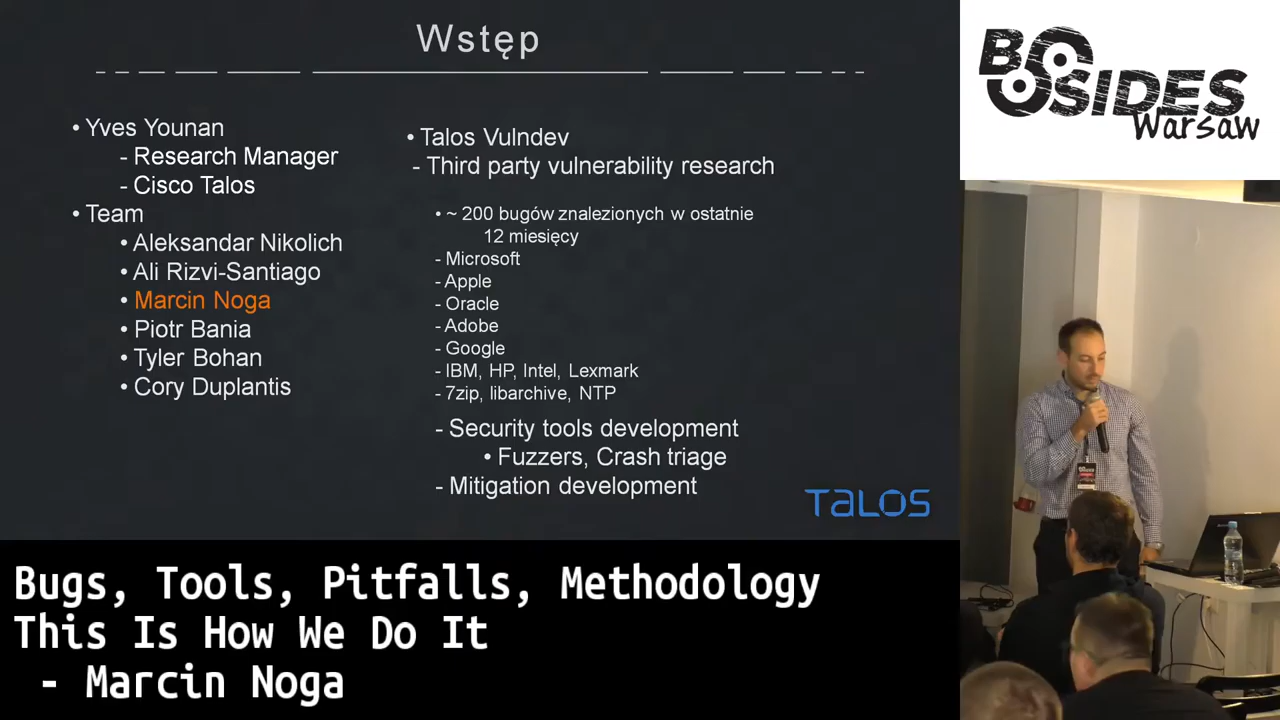 Wstęp
• Yves Younan
- Research Manager
- Cisco Talos
• Team
• Aleksandar Nikolich
• Ali Rizvi-Santiago
• Marcin Noga
• Piotr Bania
• Tyler Bohan
• Cory Duplantis
• Talos Vulndev
- Third party vulnerability research
• ~ 200 bugów znalezionych w ostatnie
12 miesięcy
- Microsoft
- Apple
- Oracle
- Adobe
- Google
- IBM, HP, Intel, Lexmark
- 7zip, libarchive, NTP
- Security tools development
• Fuzzers, Crash triage
- Mitigation development
TALOS
BSIDES
Warsaw
Bugs, Tools, Pitfalls, Methodology
This Is How We Do It
- Marcin Noga